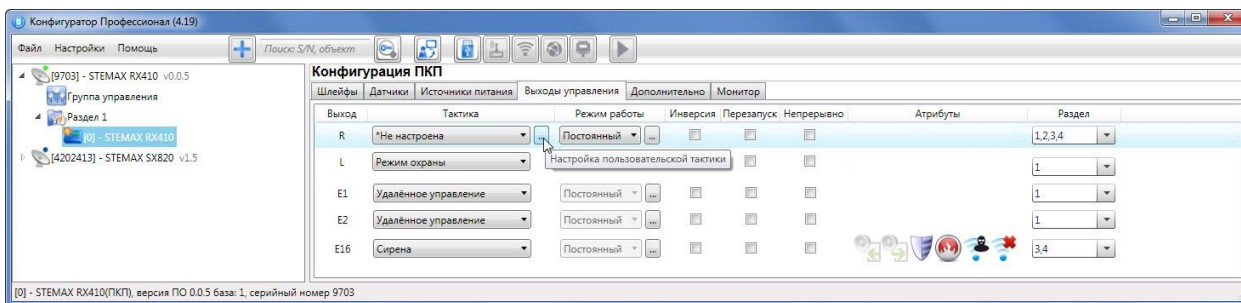 Конфигуратор Профессионал (4.19)
Файл Настройки Помощь Поиск: S/N, объект
[9703] - STEMAX RX410 v0.0.5
Группа управления
Раздел 1
[0] - STEMAX RX410
[4202413] - STEMAX SX820 v1.5
Конфигурация ПКП
Шлейфы Датчики Источники питания Выходы управления Дополнительно Монитор
Выход Тактика Режим работы Инверсия Перезапуск Непрерывно Атрибуты Раздел
R *Не настроена ... Постоянный ... 1,2,3,4
Настройка пользовательской тактики
L Режим охраны 1
E1 Удалённое управление Постоянный ... 1
E2 Удалённое управление Постоянный ... 1
E16 Сирена Постоянный ... 3,4
[0] - STEMAX RX410(ПКП), версия ПО 0.0.5 база: 1, серийный номер 9703